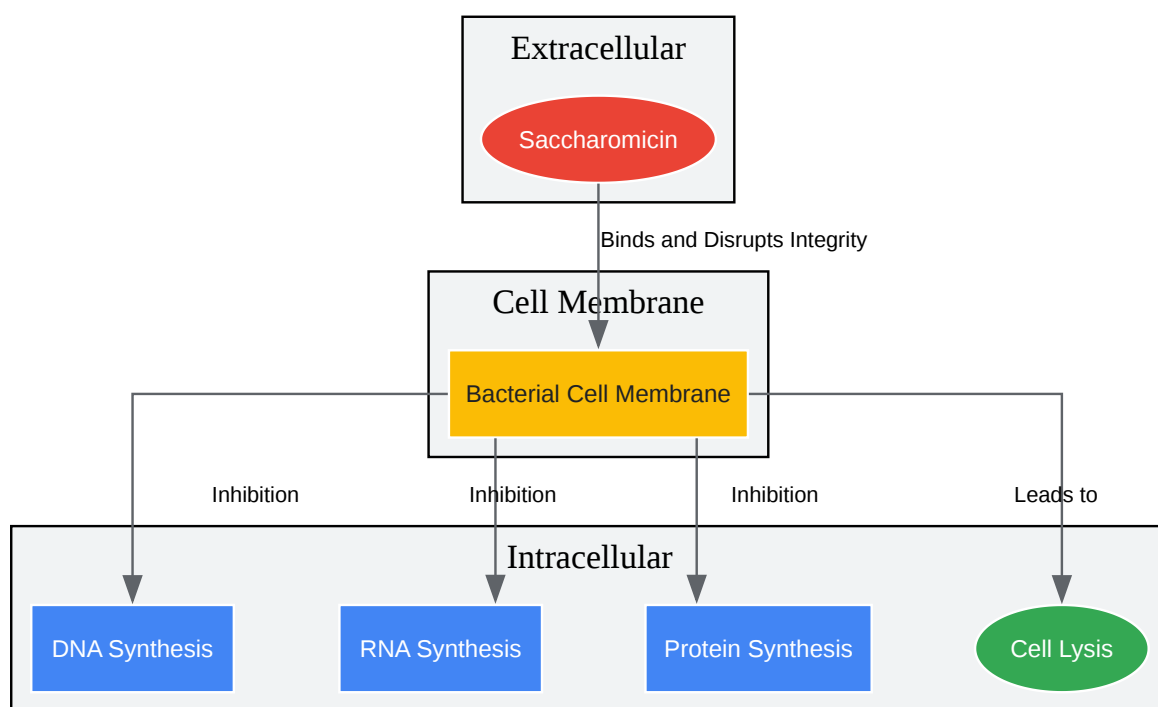 Extracellular
Saccharomicin
Binds and Disrupts Integrity
Cell Membrane
Bacterial Cell Membrane
Inhibition
Inhibition
Inhibition
Leads to
Intracellular
DNA Synthesis
RNA Synthesis
Protein Synthesis
Cell Lysis